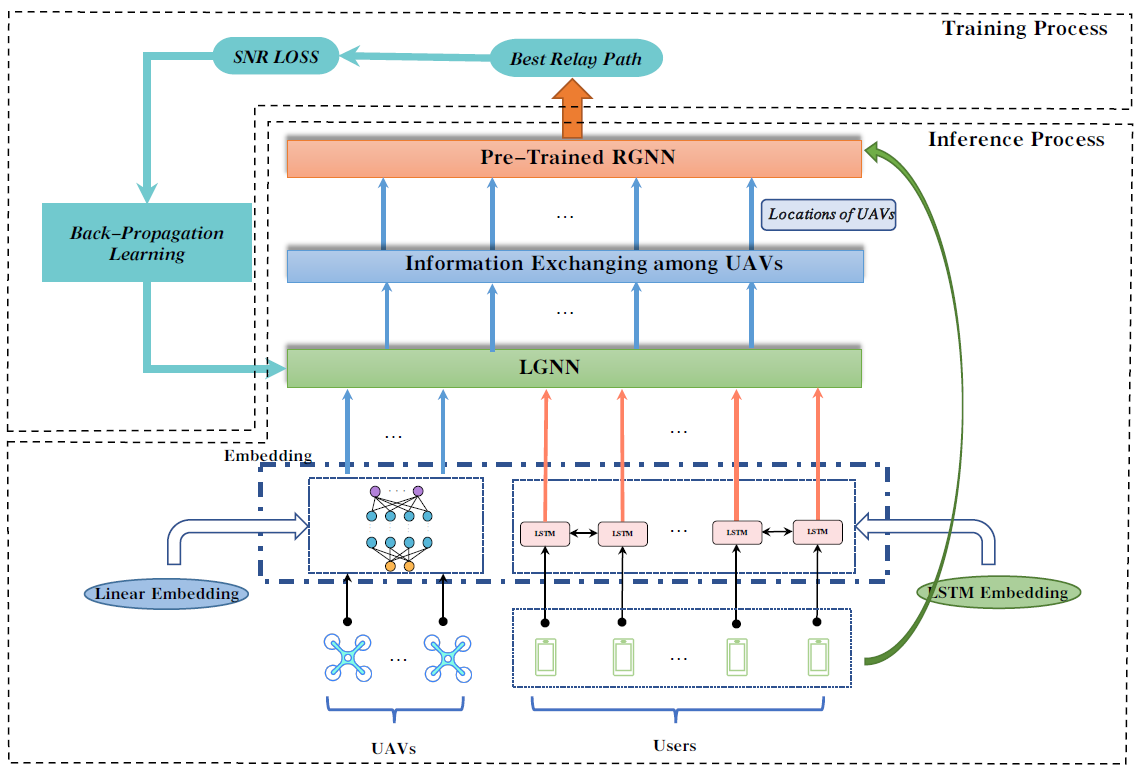 Training Process
SNR LOSS
Best Relay Path
Inference Process
Pre-Trained RGNN
Locations of UAVs
...
Back-Propagation
Learning
Information Exchanging among UAVs
...
LGNN
...
...
Embedding
. . .
LSTM
LSTM
...
LSTM
LSTM
Linear Embedding
LSTM Embedding
...
...
UAVs
Users